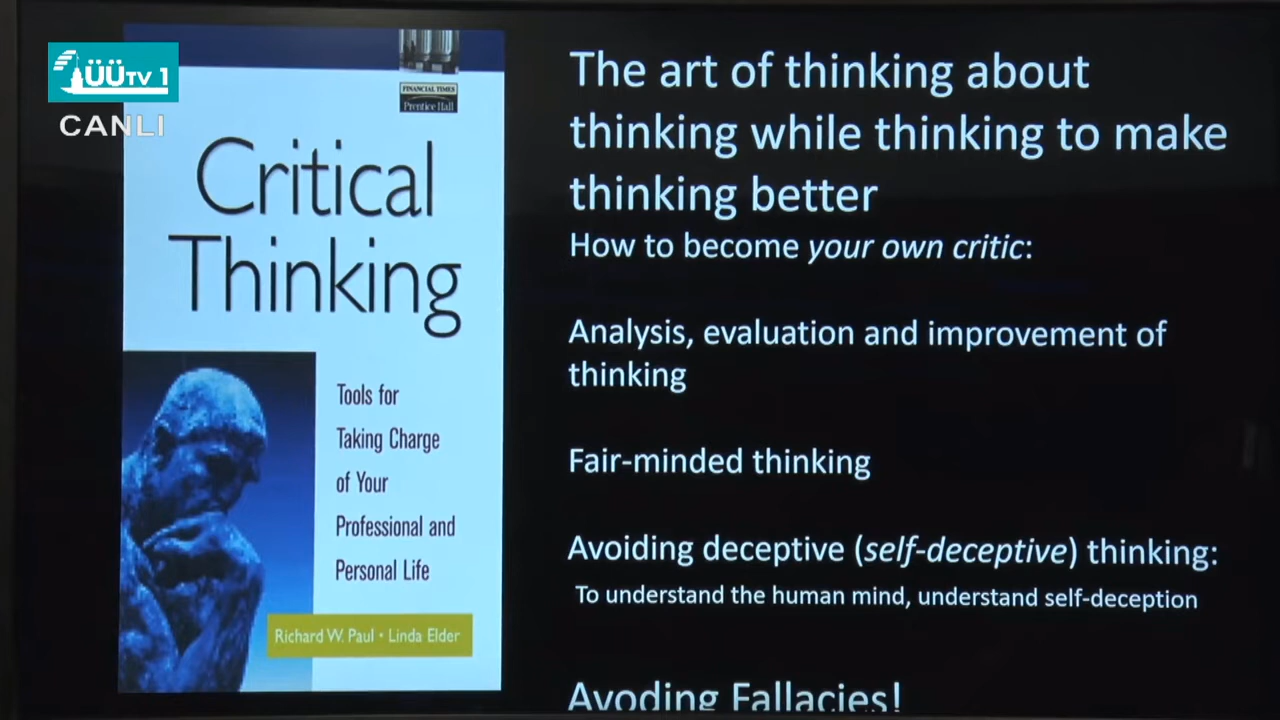 ÜÜTV 1
CANLI
FINANCIAL TIMES
Prentice Hall
Critical
Thinking
Tools for
Taking Charge
of Your
Professional and
Personal Life
Richard W. Paul • Linda Elder
The art of thinking about
thinking while thinking to make
thinking better
How to become your own critic:
Analysis, evaluation and improvement of
thinking
Fair-minded thinking
Avoiding deceptive (self-deceptive) thinking:
To understand the human mind, understand self-deception
Avoding Fallacies!